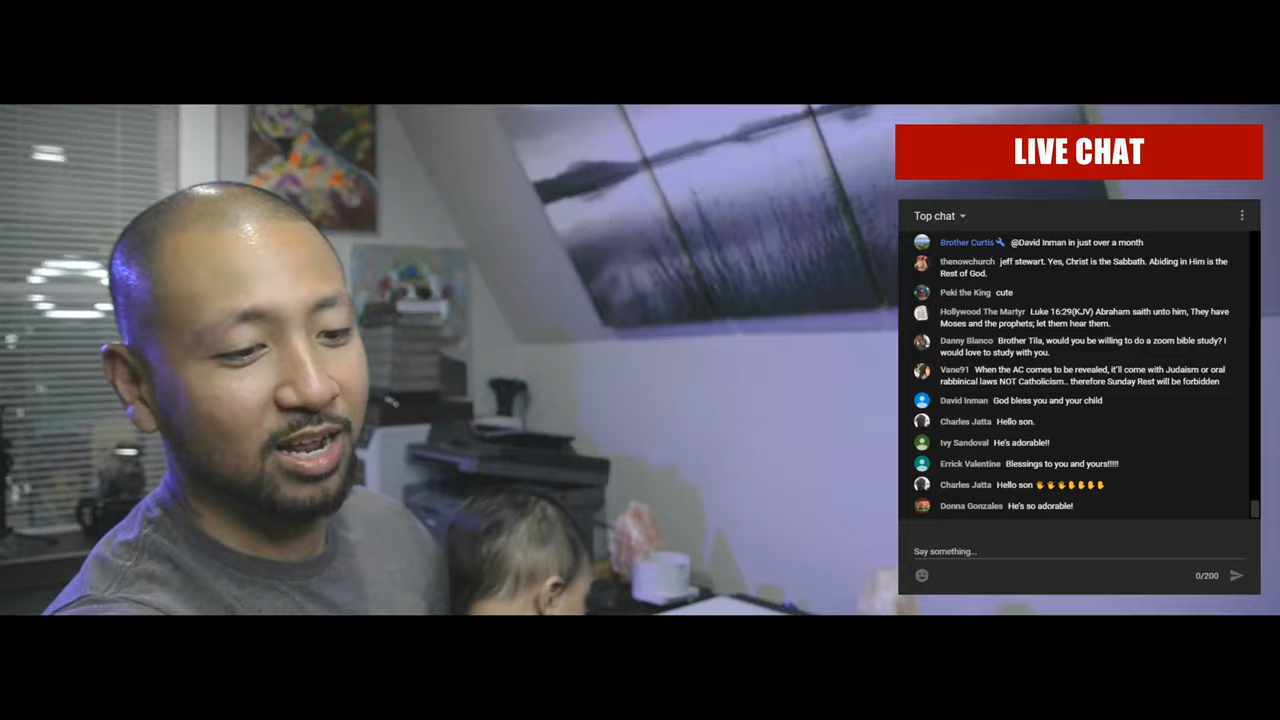 LIVE CHAT
Top chat
Brother Curtis @David Inman in just over a month
thenowchurch jeff stewart. Yes, Christ is the Sabbath. Abiding in Him is the
Rest of God.
Peki the King cute
Hollywood The Martyr Luke 16:29(KJV) Abraham saith unto him, They have
Moses and the prophets; let them hear them.
Danny Blanco Brother Tila, would you be willing to do a zoom bible study? I
would love to study with you.
Vane91 When the AC comes to be revealed, it'll come with Judaism or oral
rabbinical laws NOT Catholicism.. therefore Sunday Rest will be forbidden
David Inman God bless you and your child
Charles Jatta Hello son.
Ivy Sandoval He's adorable!!
Errick Valentine Blessings to you and yours!!!!!
Charles Jatta Hello son 👋👋👋✋✋✋✋✋
Donna Gonzales He's so adorable!
Say something...
0/200